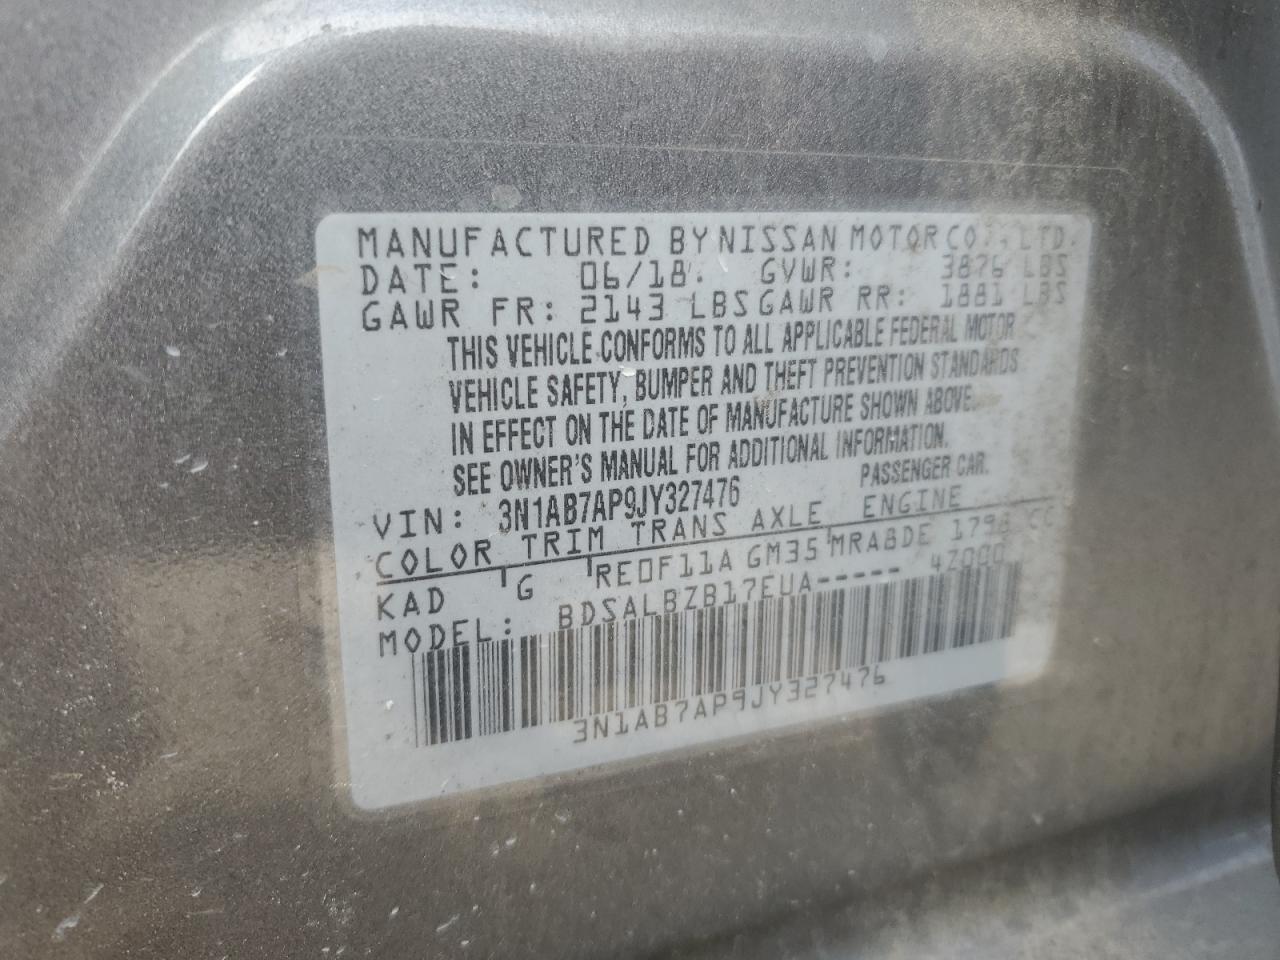 MANUFACTURED BY NISSAN MOTOR CO., LTD.
DATE: 06/18. GVWR: 3876 LBS
GAWR FR: 2143 LBS GAWR RR: 1881 LBS
THIS VEHICLE CONFORMS TO ALL APPLICABLE FEDERAL MOTOR
VEHICLE SAFETY, BUMPER AND THEFT PREVENTION STANDARDS
IN EFFECT ON THE DATE OF MANUFACTURE SHOWN ABOVE.
SEE OWNER'S MANUAL FOR ADDITIONAL INFORMATION.
VIN: 3N1AB7AP9JY327476 PASSENGER CAR.
COLOR TRIM TRANS AXLE ENGINE
KAD G RE0F11A GM35 MRA8DE 1798 CC
MODEL: BDSALBZB17EUA----- 4Z000
3N1AB7AP9JY327476